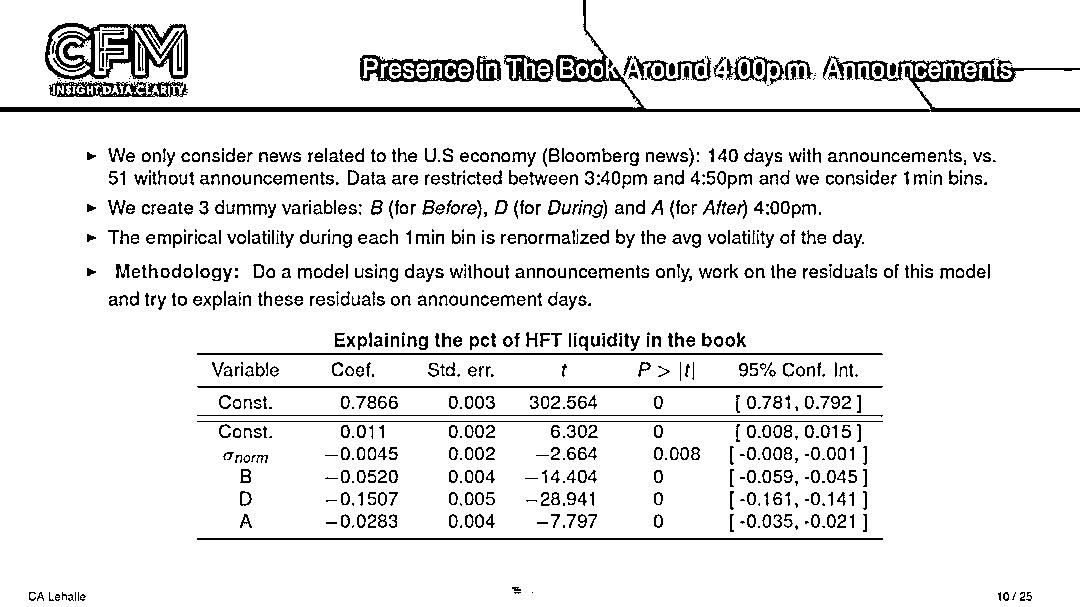 CFM
INSIGHT DATA CLARITY
Presence in The Book Around 4:00p.m. Announcements
► We only consider news related to the U.S economy (Bloomberg news): 140 days with announcements, vs.
51 without announcements. Data are restricted between 3:40pm and 4:50pm and we consider 1min bins.
► We create 3 dummy variables: B (for Before), D (for During) and A (for After) 4:00pm.
► The empirical volatility during each 1min bin is renormalized by the avg volatility of the day.
► Methodology: Do a model using days without announcements only, work on the residuals of this model
and try to explain these residuals on announcement days.
Explaining the pct of HFT liquidity in the book
Variable Coef. Std. err. t P > |t| 95% Conf. Int.
Const. 0.7866 0.003 302.564 0 [ 0.781, 0.792 ]
Const. 0.011 0.002 6.302 0 [ 0.008, 0.015 ]
σnorm −0.0045 0.002 −2.664 0.008 [ -0.008, -0.001 ]
B −0.0520 0.004 −14.404 0 [ -0.059, -0.045 ]
D −0.1507 0.005 −28.941 0 [ -0.161, -0.141 ]
A −0.0283 0.004 −7.797 0 [ -0.035, -0.021 ]
CA Lehalle
10 / 25